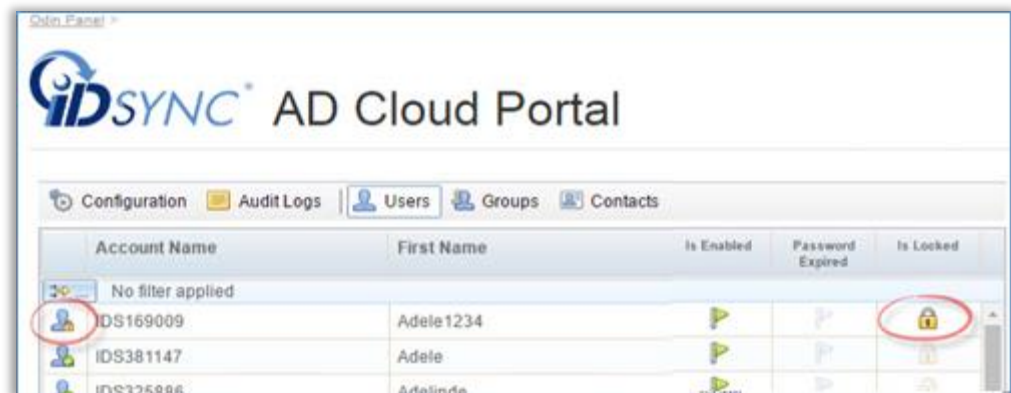 Odin Panel >
iDSYNC® AD Cloud Portal
Configuration Audit Logs Users Groups Contacts
Account Name First Name Is Enabled Password Expired Is Locked
... No filter applied
IDS169009 Adele1234
IDS381147 Adele
IDS325886 Adelinde